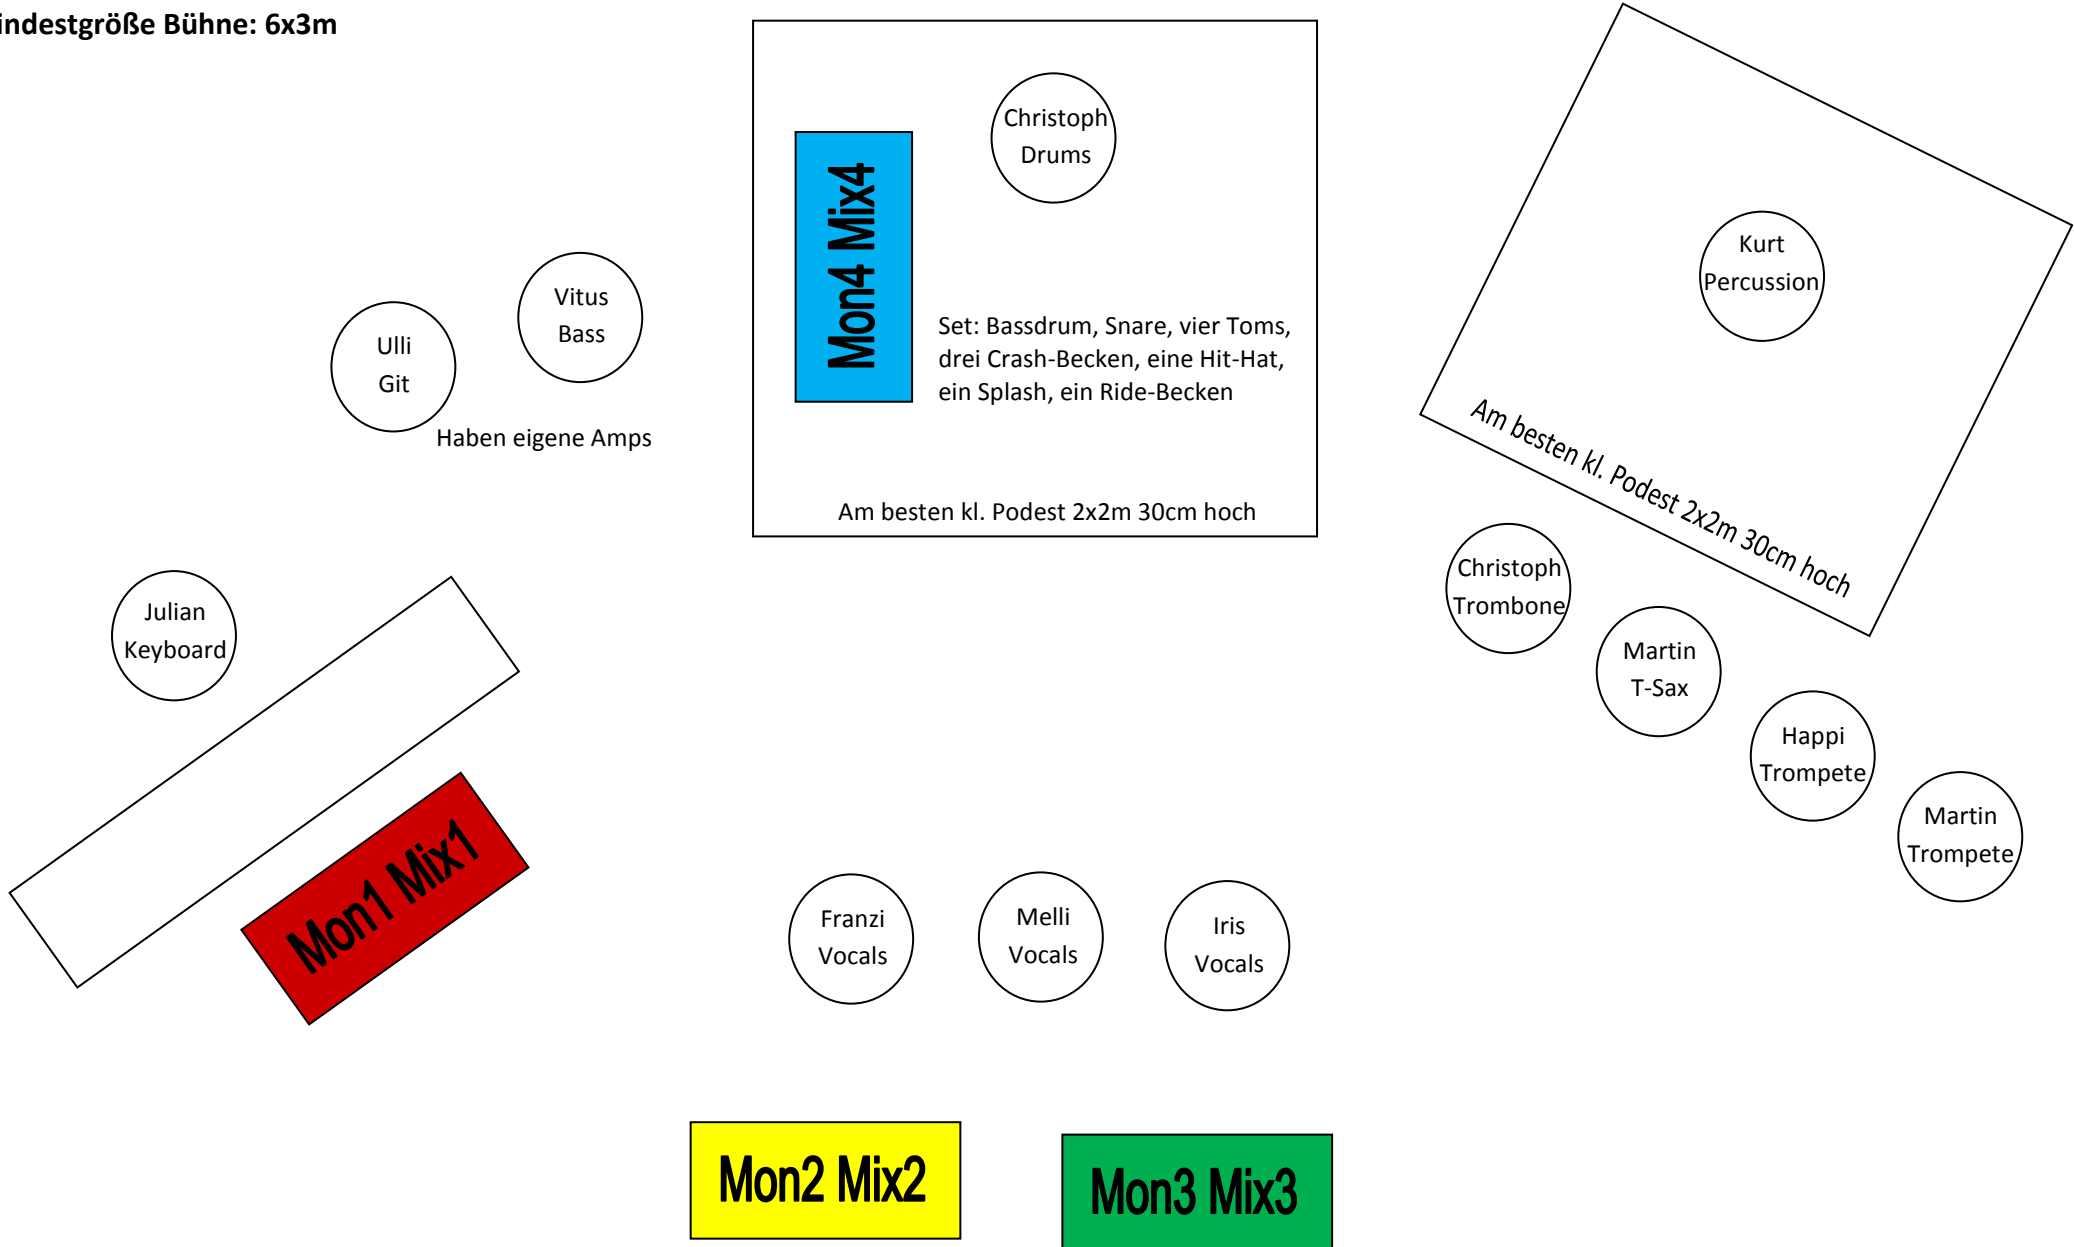 indestgröße Bühne: 6x3m
Christoph
Drums
Mon4 Mix4
Set: Bassdrum, Snare, vier Toms,
drei Crash-Becken, eine Hit-Hat,
ein Splash, ein Ride-Becken
Am besten kl. Podest 2x2m 30cm hoch
Kurt
Percussion
Am besten kl. Podest 2x2m 30cm hoch
Vitus
Bass
Ulli
Git
Haben eigene Amps
Julian
Keyboard
Mon1 Mix1
Christoph
Trombone
Martin
T-Sax
Happi
Trompete
Martin
Trompete
Franzi
Vocals
Melli
Vocals
Iris
Vocals
Mon2 Mix2
Mon3 Mix3